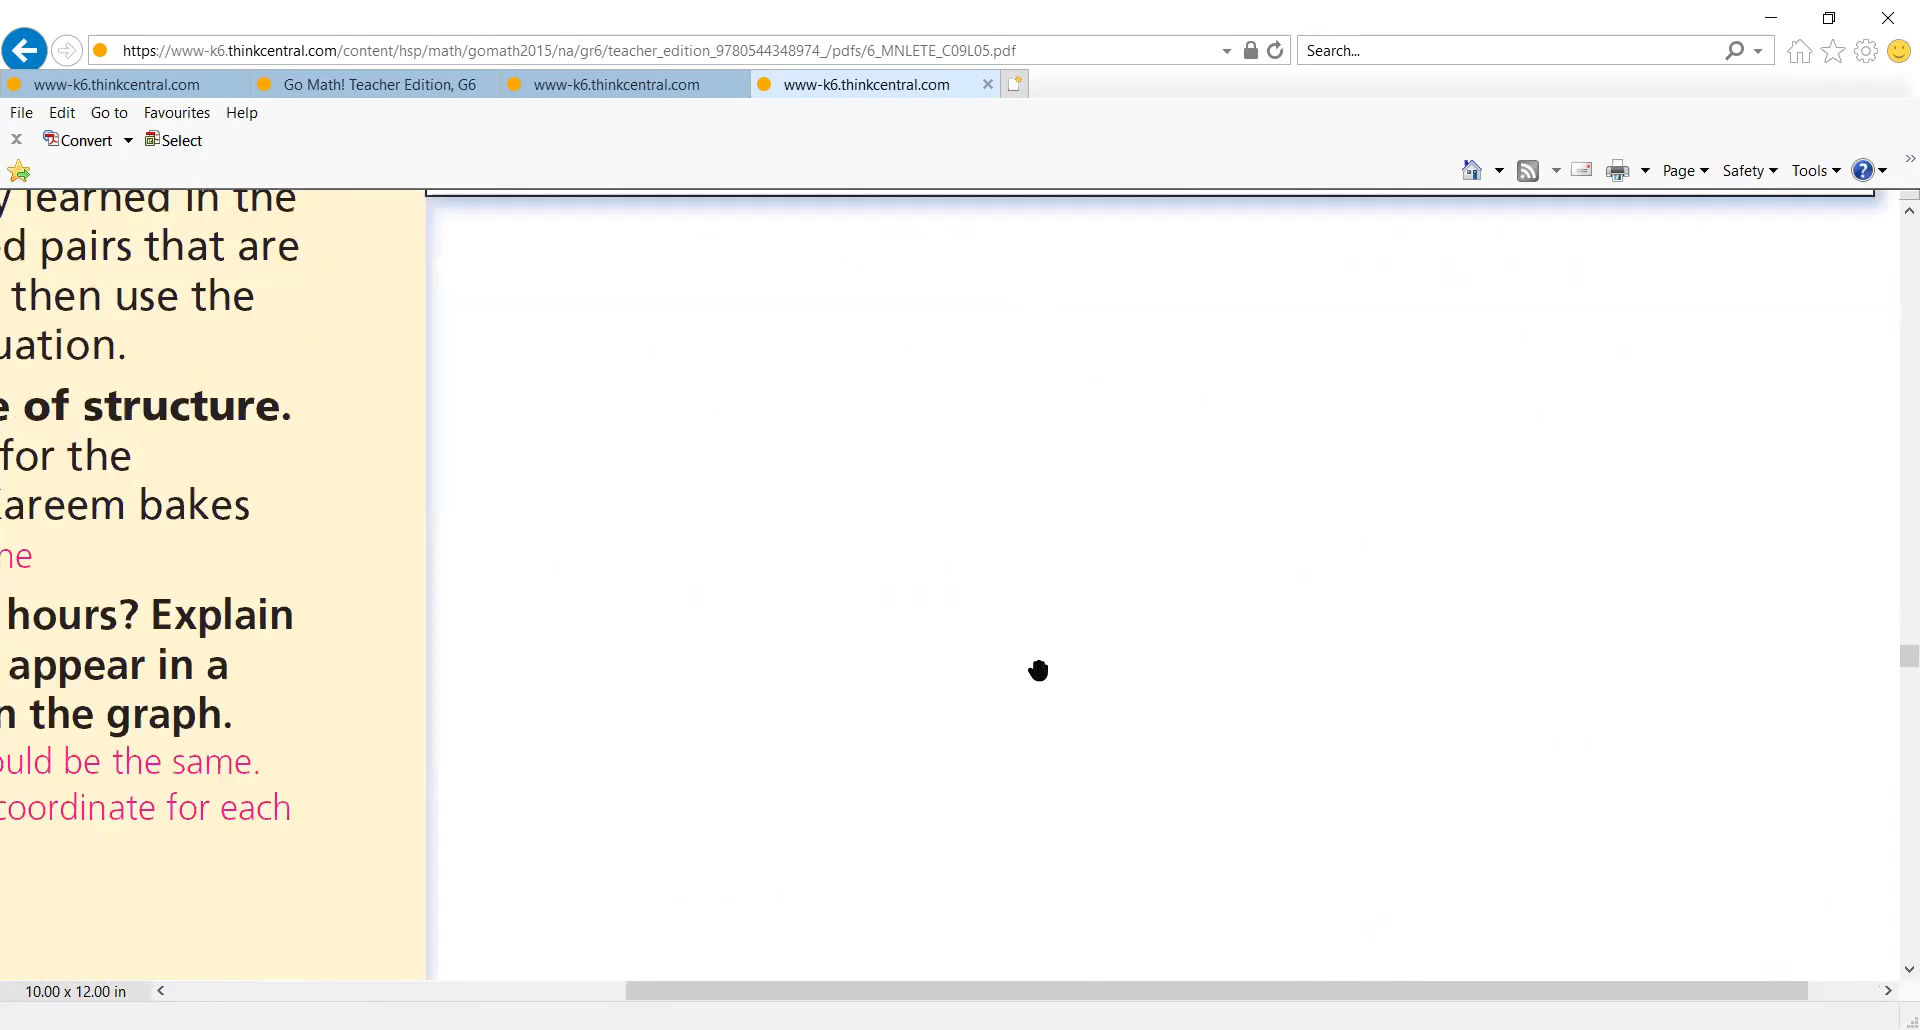 https://www-k6.thinkcentral.com/content/hsp/math/gomath2015/na/gr6/teacher_edition_9780544348974_/pdfs/6_MNLETE_C09L05.pdf
Search...
www-k6.thinkcentral.com
Go Math! Teacher Edition, G6
www-k6.thinkcentral.com
www-k6.thinkcentral.com
File Edit Go to Favourites Help
x Convert Select
Page Safety Tools
y learned in the
d pairs that are
then use the
uation.
e of structure.
for the
Kareem bakes
ne
hours? Explain
appear in a
n the graph.
ould be the same.
coordinate for each
10.00 x 12.00 in